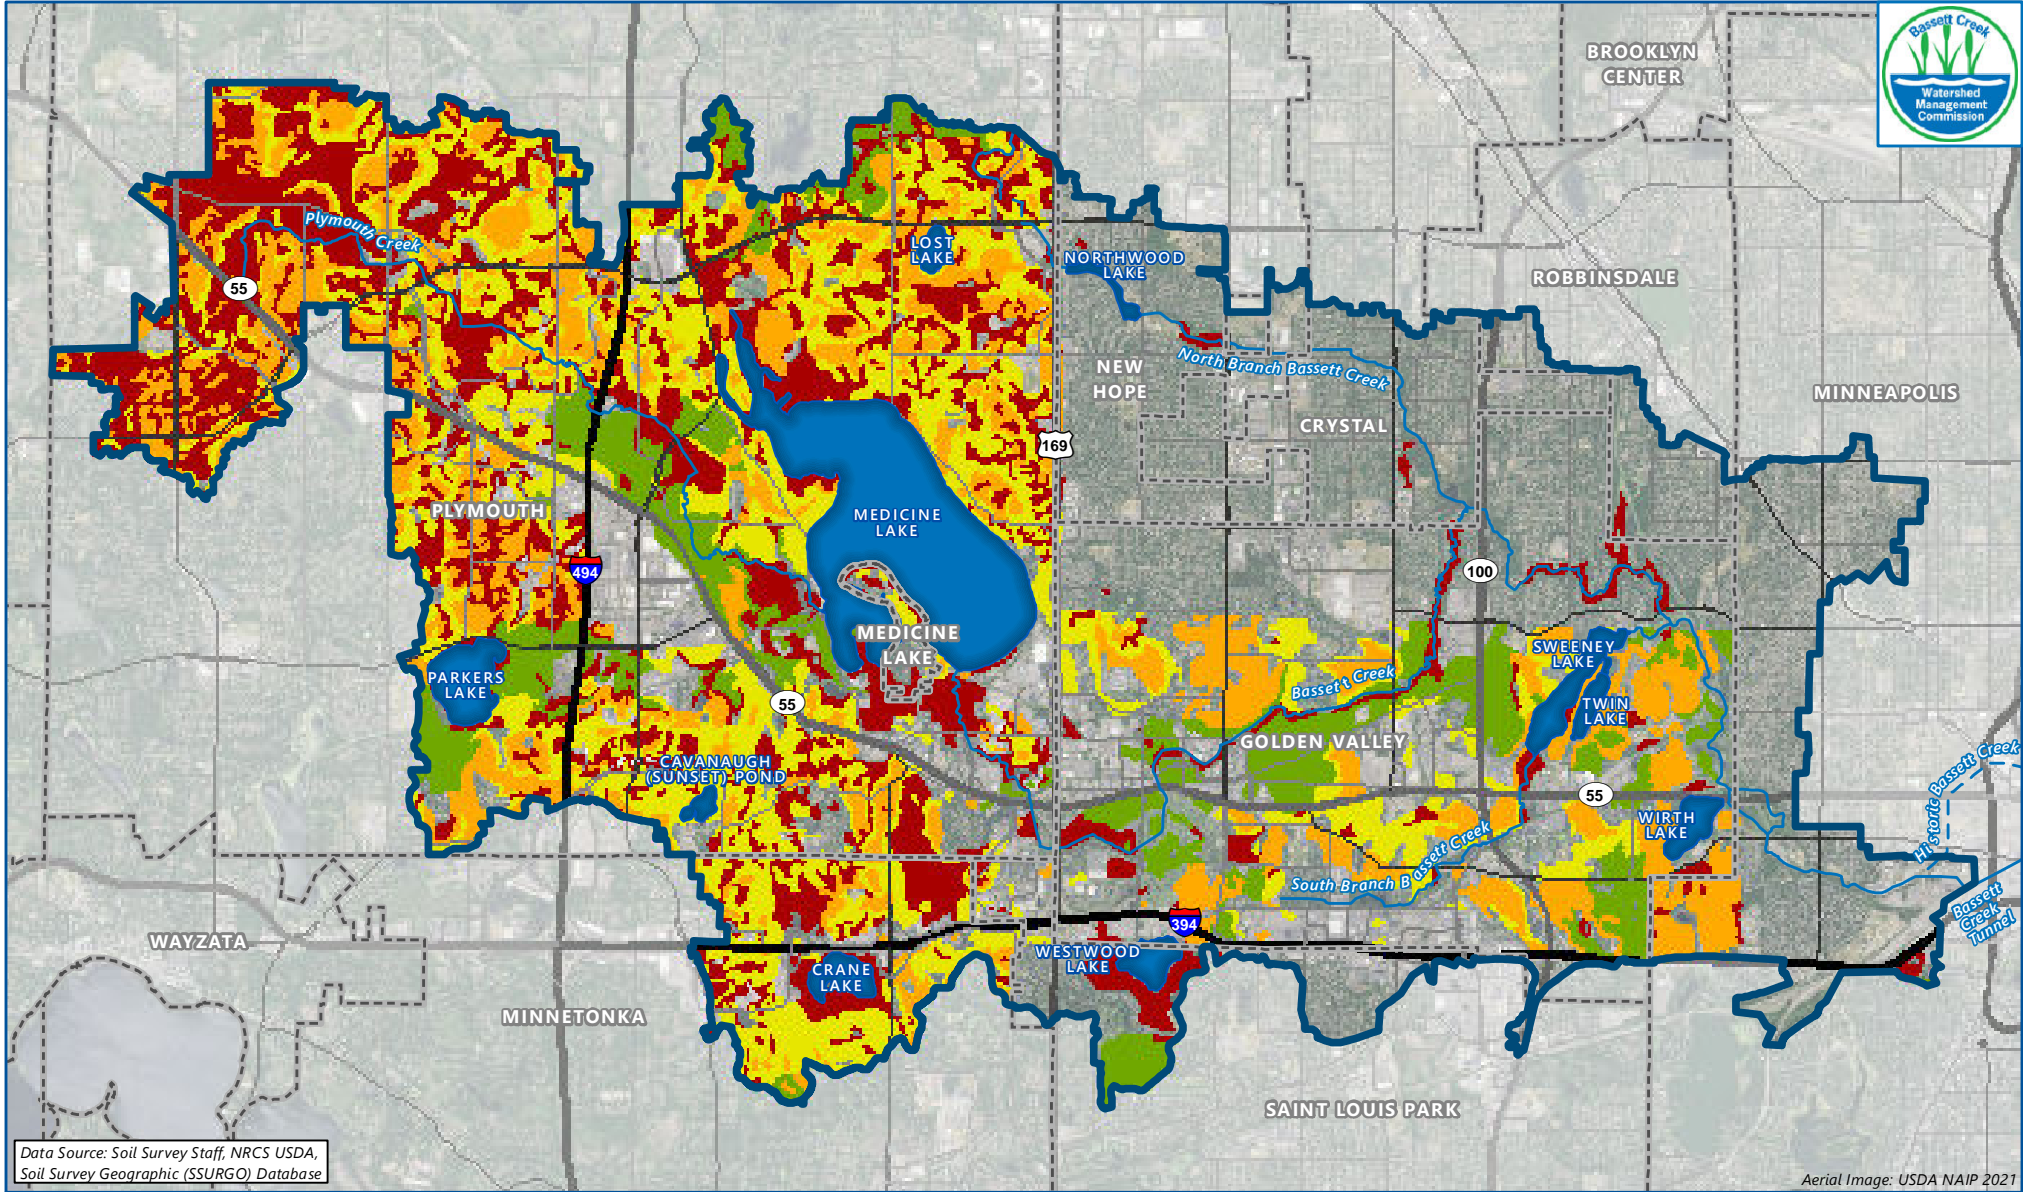 Bassett Creek
Watershed
Management
Commission
BROOKLYN
CENTER
Plymouth Creek
LOST
LAKE
NORTHWOOD
LAKE
ROBBINSDALE
55
North Branch Bassett Creek
NEW
HOPE
MINNEAPOLIS
CRYSTAL
169
PLYMOUTH
MEDICINE
LAKE
494
100
MEDICINE
LAKE
SWEENEY
LAKE
PARKERS
LAKE
Bassett Creek
55
TWIN
LAKE
GOLDEN VALLEY
CAVANAUGH
(SUNSET) POND
Historic Bassett Creek
55
WIRTH
LAKE
South Branch Bassett Creek
394
Bassett
Creek
Tunnel
WAYZATA
WESTWOOD
LAKE
CRANE
LAKE
MINNETONKA
SAINT LOUIS PARK
Data Source: Soil Survey Staff, NRCS USDA,
Soil Survey Geographic (SSURGO) Database
Aerial Image: USDA NAIP 2021